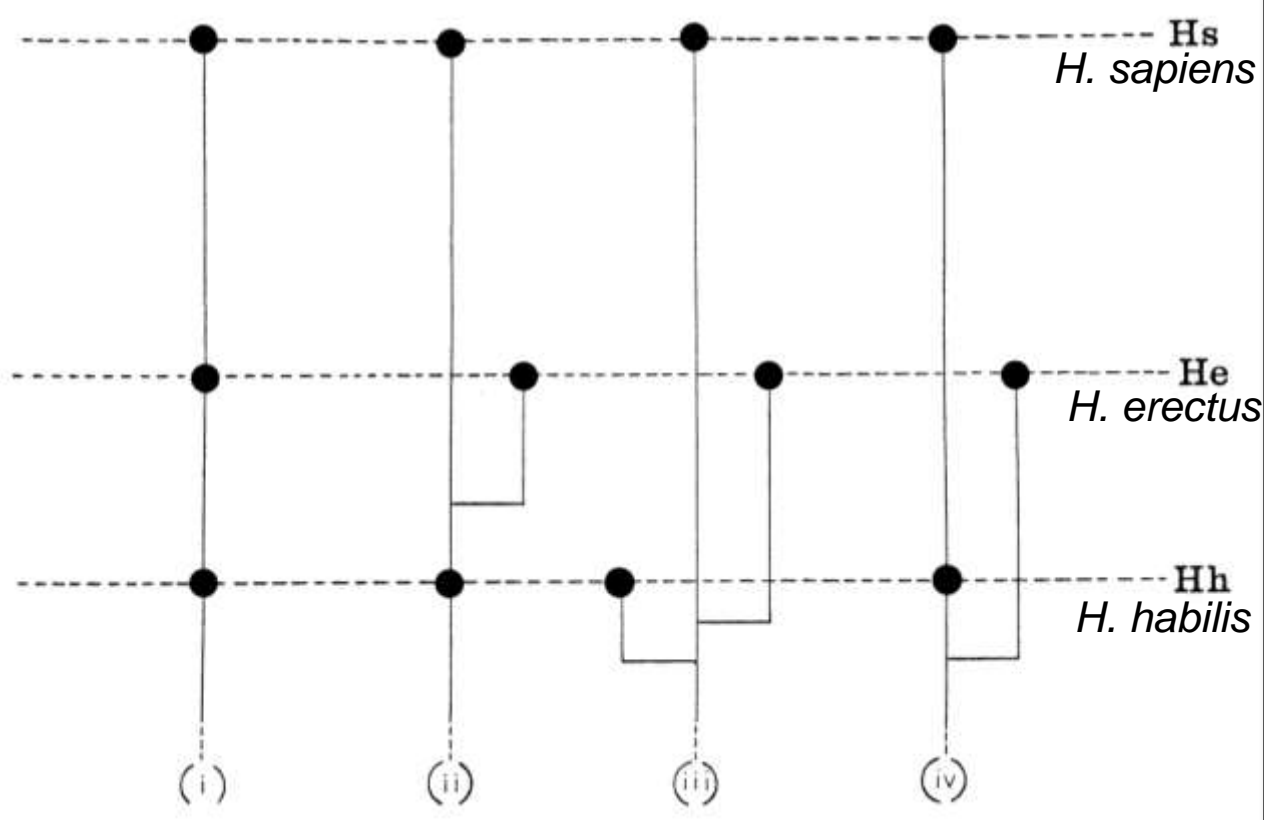 Hs
H. sapiens
He
H. erectus
Hh
H. habilis
(i) (ii) (iii) (iv)